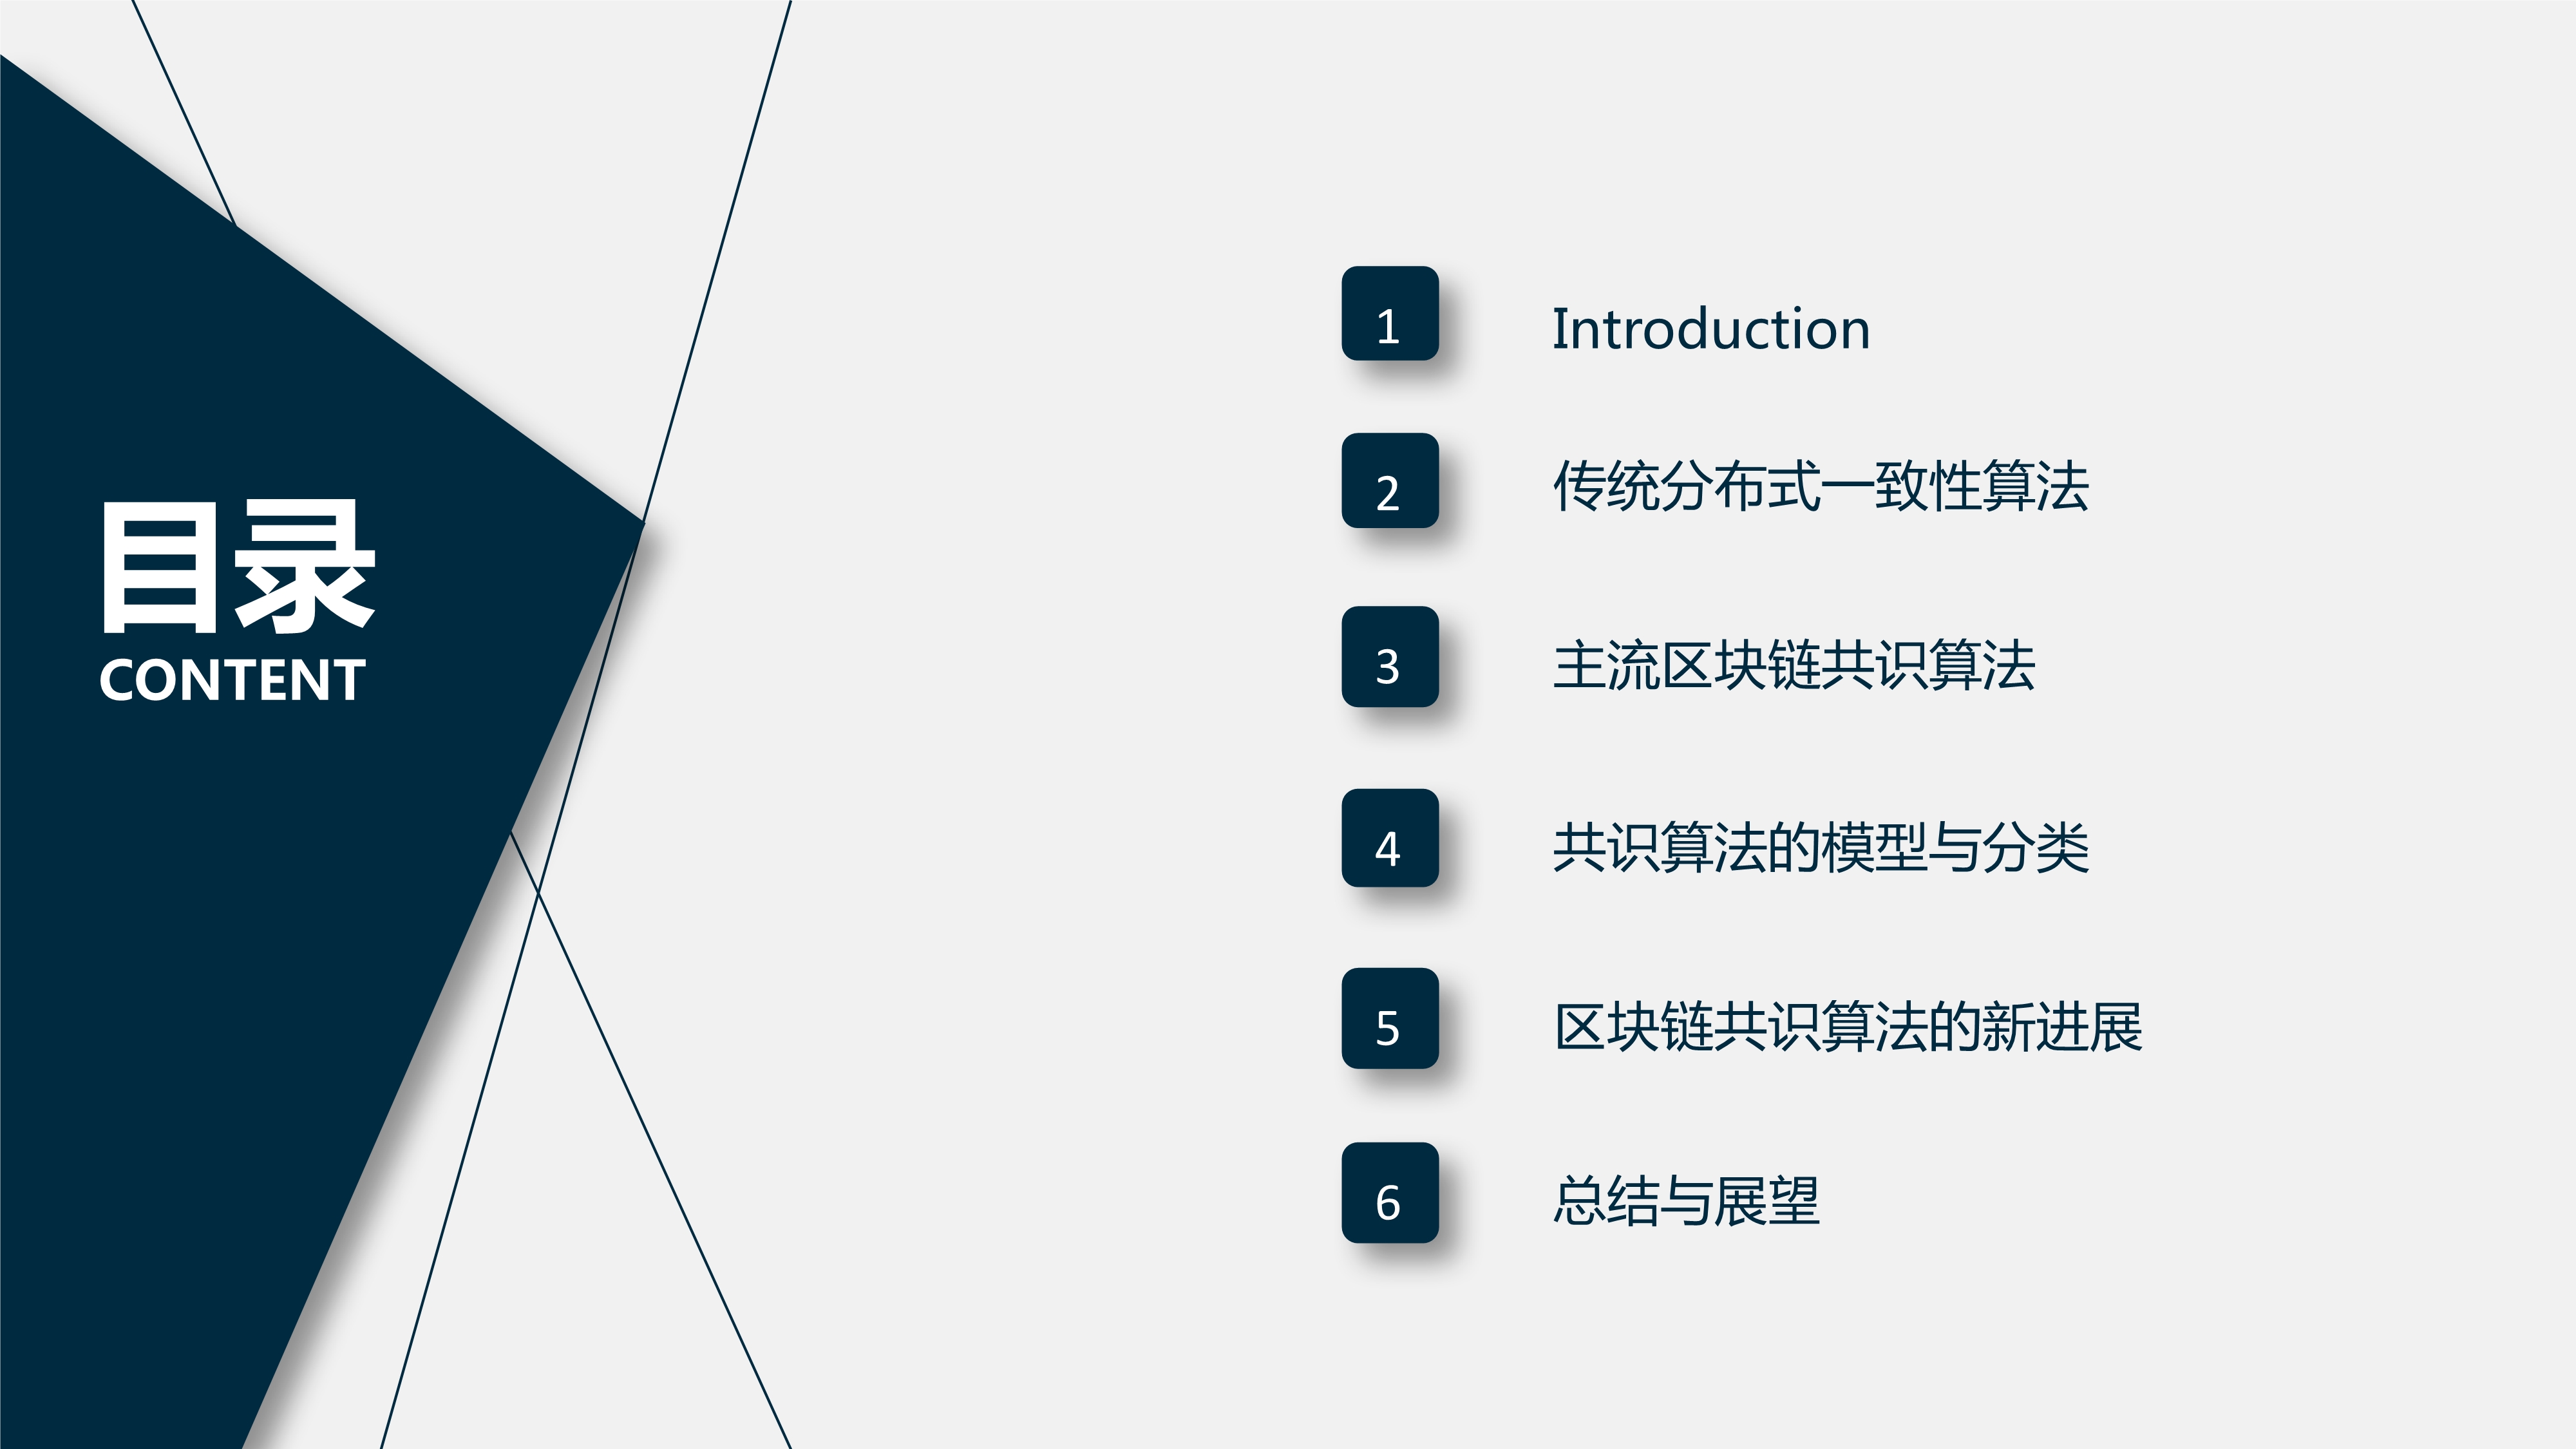 目录
CONTENT
1 Introduction
2 传统分布式一致性算法
3 主流区块链共识算法
4 共识算法的模型与分类
5 区块链共识算法的新进展
6 总结与展望